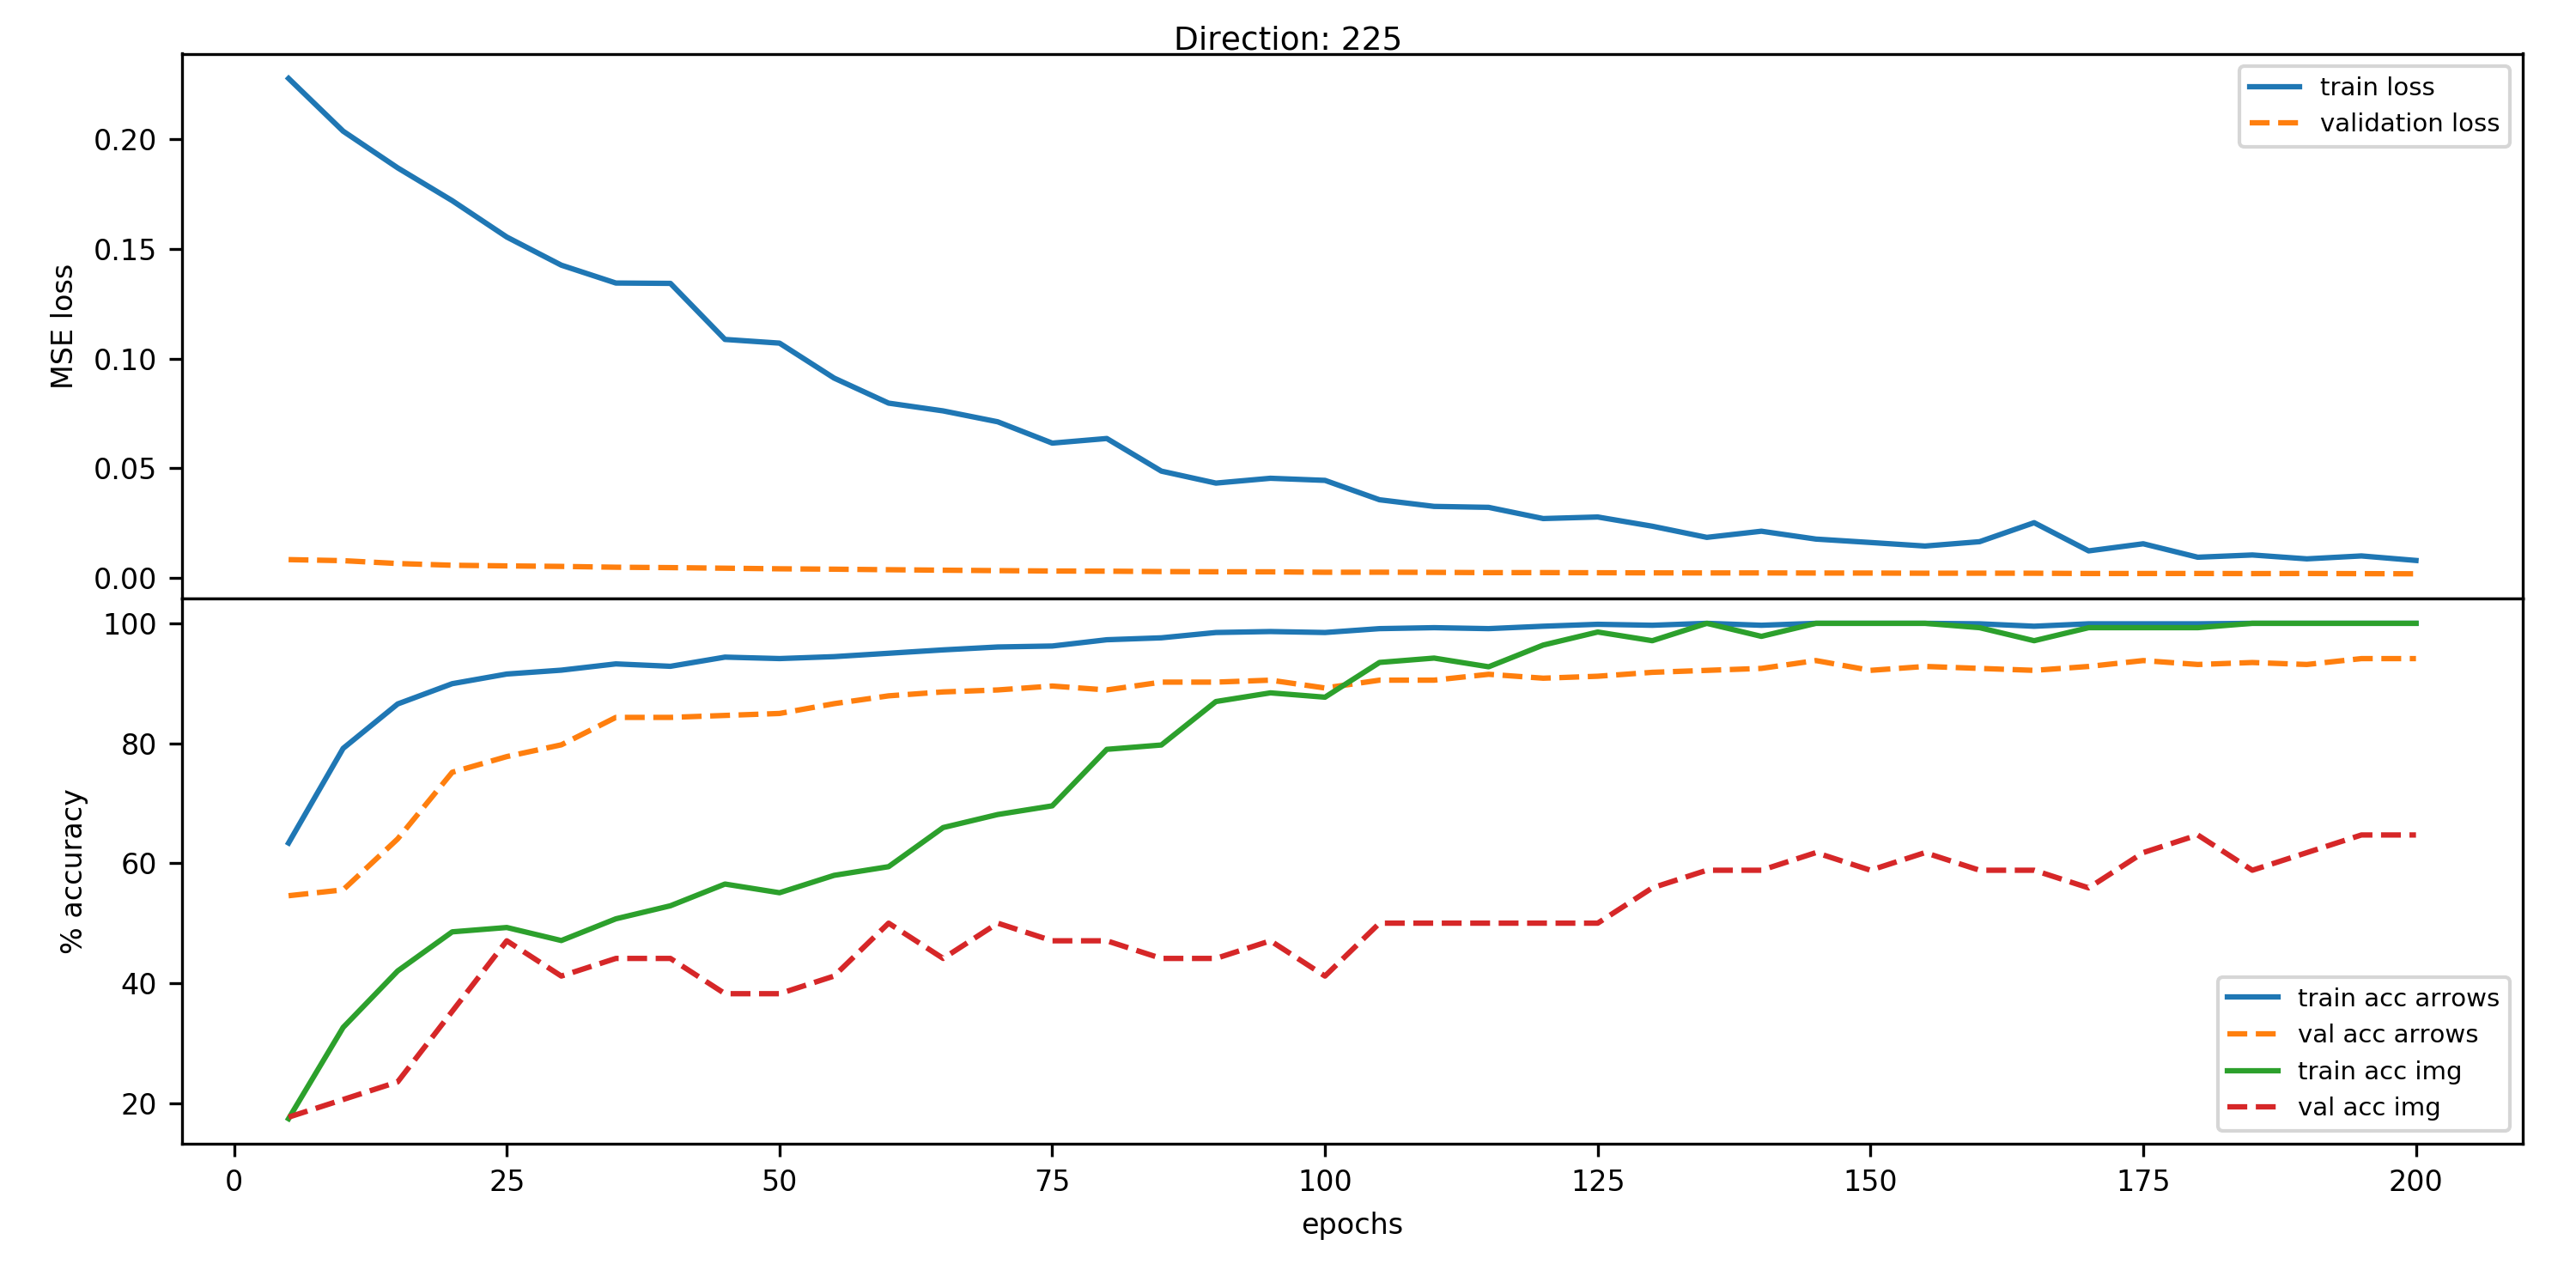 Direction: 225
train loss
validation loss
0.20
0.15
0.10
0.05
0.00
MSE loss
100
80
60
40
20
% accuracy
train acc arrows
val acc arrows
train acc img
val acc img
0 25 50 75 100 125 150 175 200
epochs